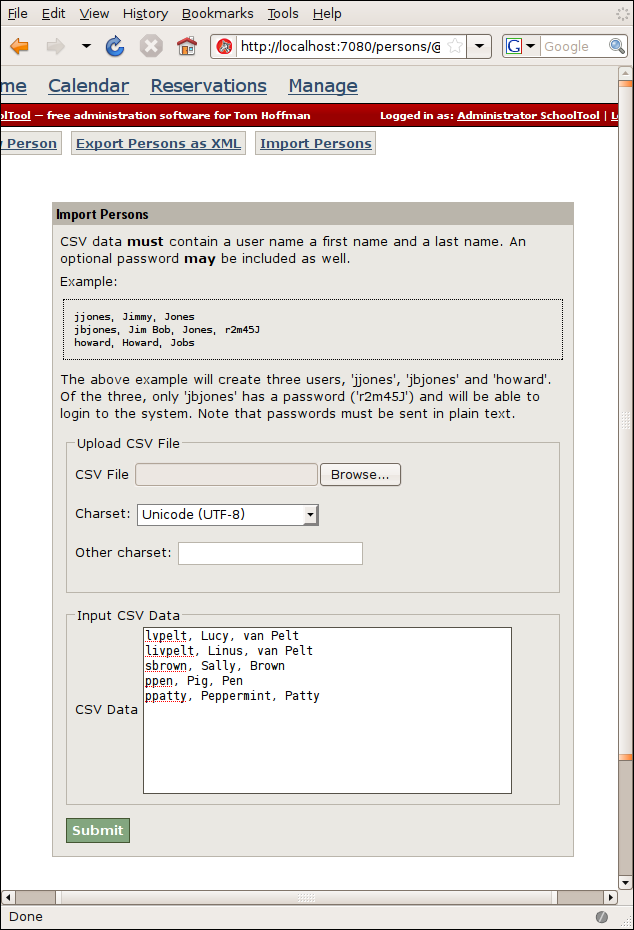 File Edit View History Bookmarks Tools Help
http://localhost:7080/persons/@ Google
me Calendar Reservations Manage
olTool — free administration software for Tom Hoffman Logged in as: Administrator SchoolTool | L
Person Export Persons as XML Import Persons
Import Persons
CSV data must contain a user name a first name and a last name. An
optional password may be included as well.
Example:
jjones, Jimmy, Jones
jbjones, Jim Bob, Jones, r2m45J
howard, Howard, Jobs
The above example will create three users, 'jjones', 'jbjones' and 'howard'.
Of the three, only 'jbjones' has a password ('r2m45J') and will be able to
login to the system. Note that passwords must be sent in plain text.
Upload CSV File
CSV File Browse...
Charset: Unicode (UTF-8)
Other charset:
Input CSV Data
CSV Data
lvpelt, Lucy, van Pelt
livpelt, Linus, van Pelt
sbrown, Sally, Brown
ppen, Pig, Pen
ppatty, Peppermint, Patty
Submit
Done